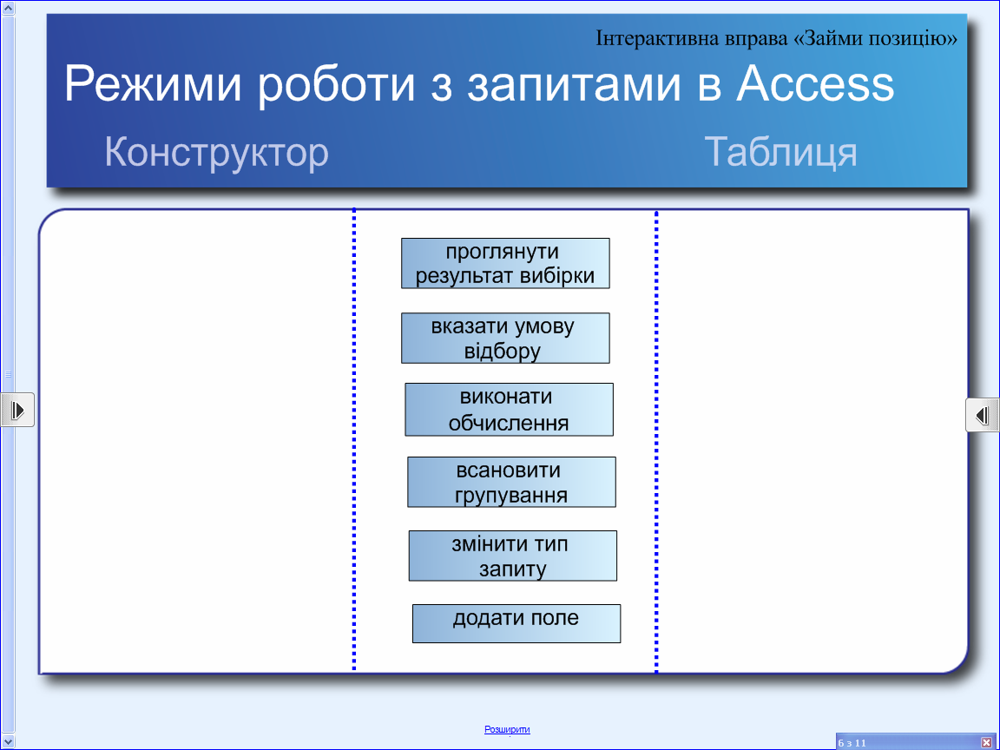 Інтерактивна вправа «Займи позицію»
Режими роботи з запитами в Access
Конструктор
Таблиця
проглянути
результат вибірки
вказати умову
відбору
виконати
обчислення
всановити
групування
змінити тип
запиту
додати поле
Розширити
6 з 11